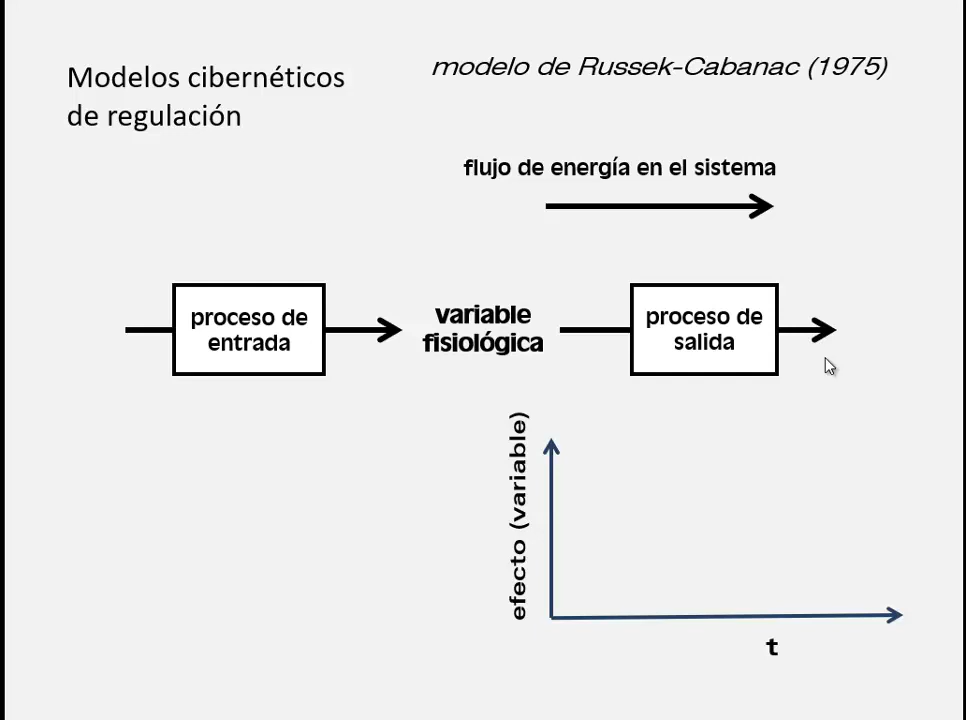 Modelos cibernéticos
de regulación
modelo de Russek-Cabanac (1975)
flujo de energía en el sistema
proceso de
entrada
variable
fisiológica
proceso de
salida
efecto (variable)
t